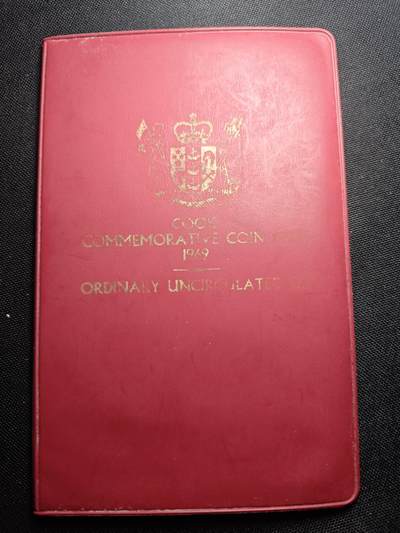 COOK
COMMEMORATIVE COIN
1969
ORDINARY UNCIRCULATED